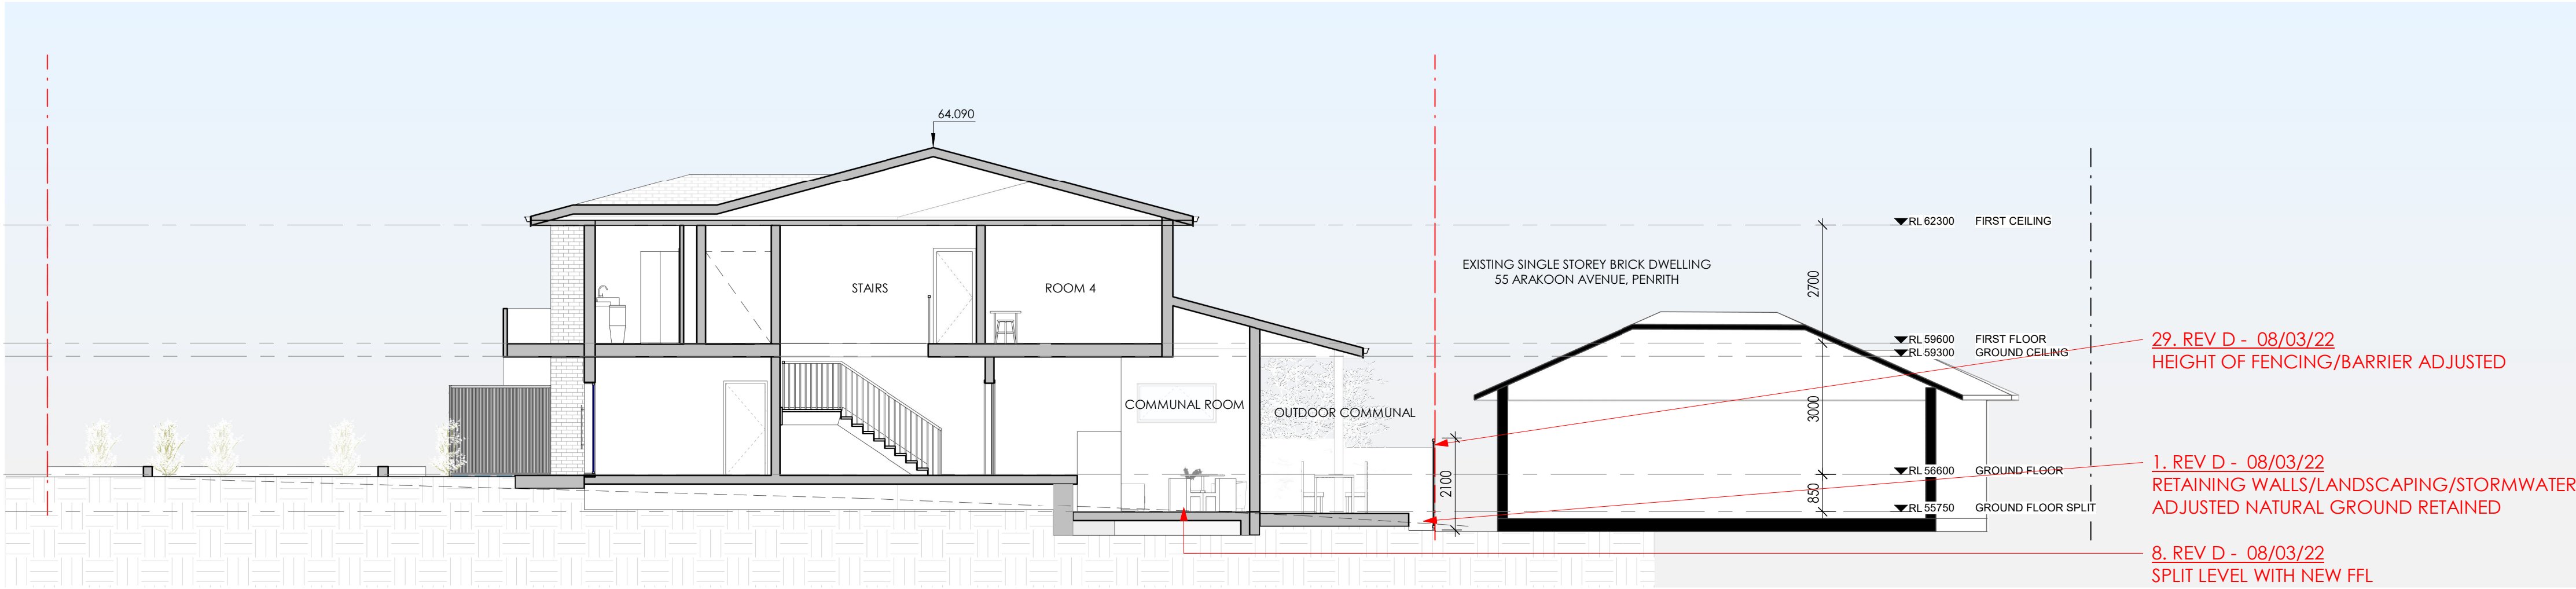 64.090
RL 62300 FIRST CEILING
EXISTING SINGLE STOREY BRICK DWELLING
55 ARAKOON AVENUE, PENRITH
STAIRS
ROOM 4
2700
RL 59600 FIRST FLOOR
RL 59300 GROUND CEILING
29. REV D - 08/03/22
HEIGHT OF FENCING/BARRIER ADJUSTED
COMMUNAL ROOM
OUTDOOR COMMUNAL
3000
2100
RL 56600 GROUND FLOOR
850
RL 55750 GROUND FLOOR SPLIT
1. REV D - 08/03/22
RETAINING WALLS/LANDSCAPING/STORMWATER
ADJUSTED NATURAL GROUND RETAINED
8. REV D - 08/03/22
SPLIT LEVEL WITH NEW FFL